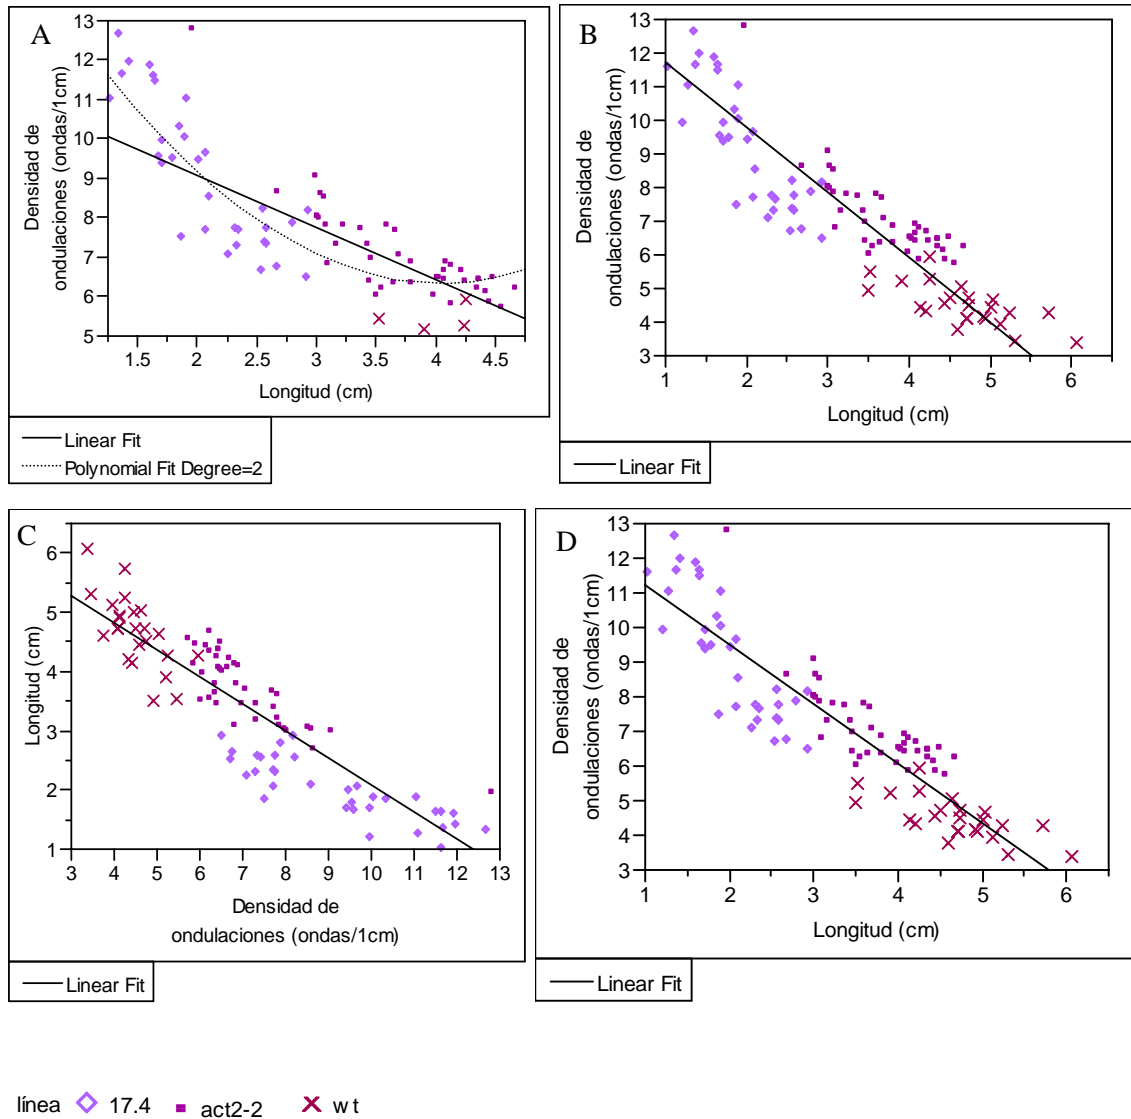 A
13
12
11
10
9
8
7
6
5
Densidad de
ondulaciones (ondas/1cm)
1.5 2 2.5 3 3.5 4 4.5
Longitud (cm)
Linear Fit
Polynomial Fit Degree=2
B
13
12
11
10
9
8
7
6
5
4
3
Densidad de
ondulaciones (ondas/1cm)
1 2 3 4 5 6
Longitud (cm)
Linear Fit
C
6
5
4
3
2
1
Longitud (cm)
3 4 5 6 7 8 9 10 11 12 13
Densidad de
ondulaciones (ondas/1cm)
Linear Fit
D
13
12
11
10
9
8
7
6
5
4
3
Densidad de
ondulaciones (ondas/1cm)
1 2 3 4 5 6
Longitud (cm)
Linear Fit
línea 17.4 act2-2 wt